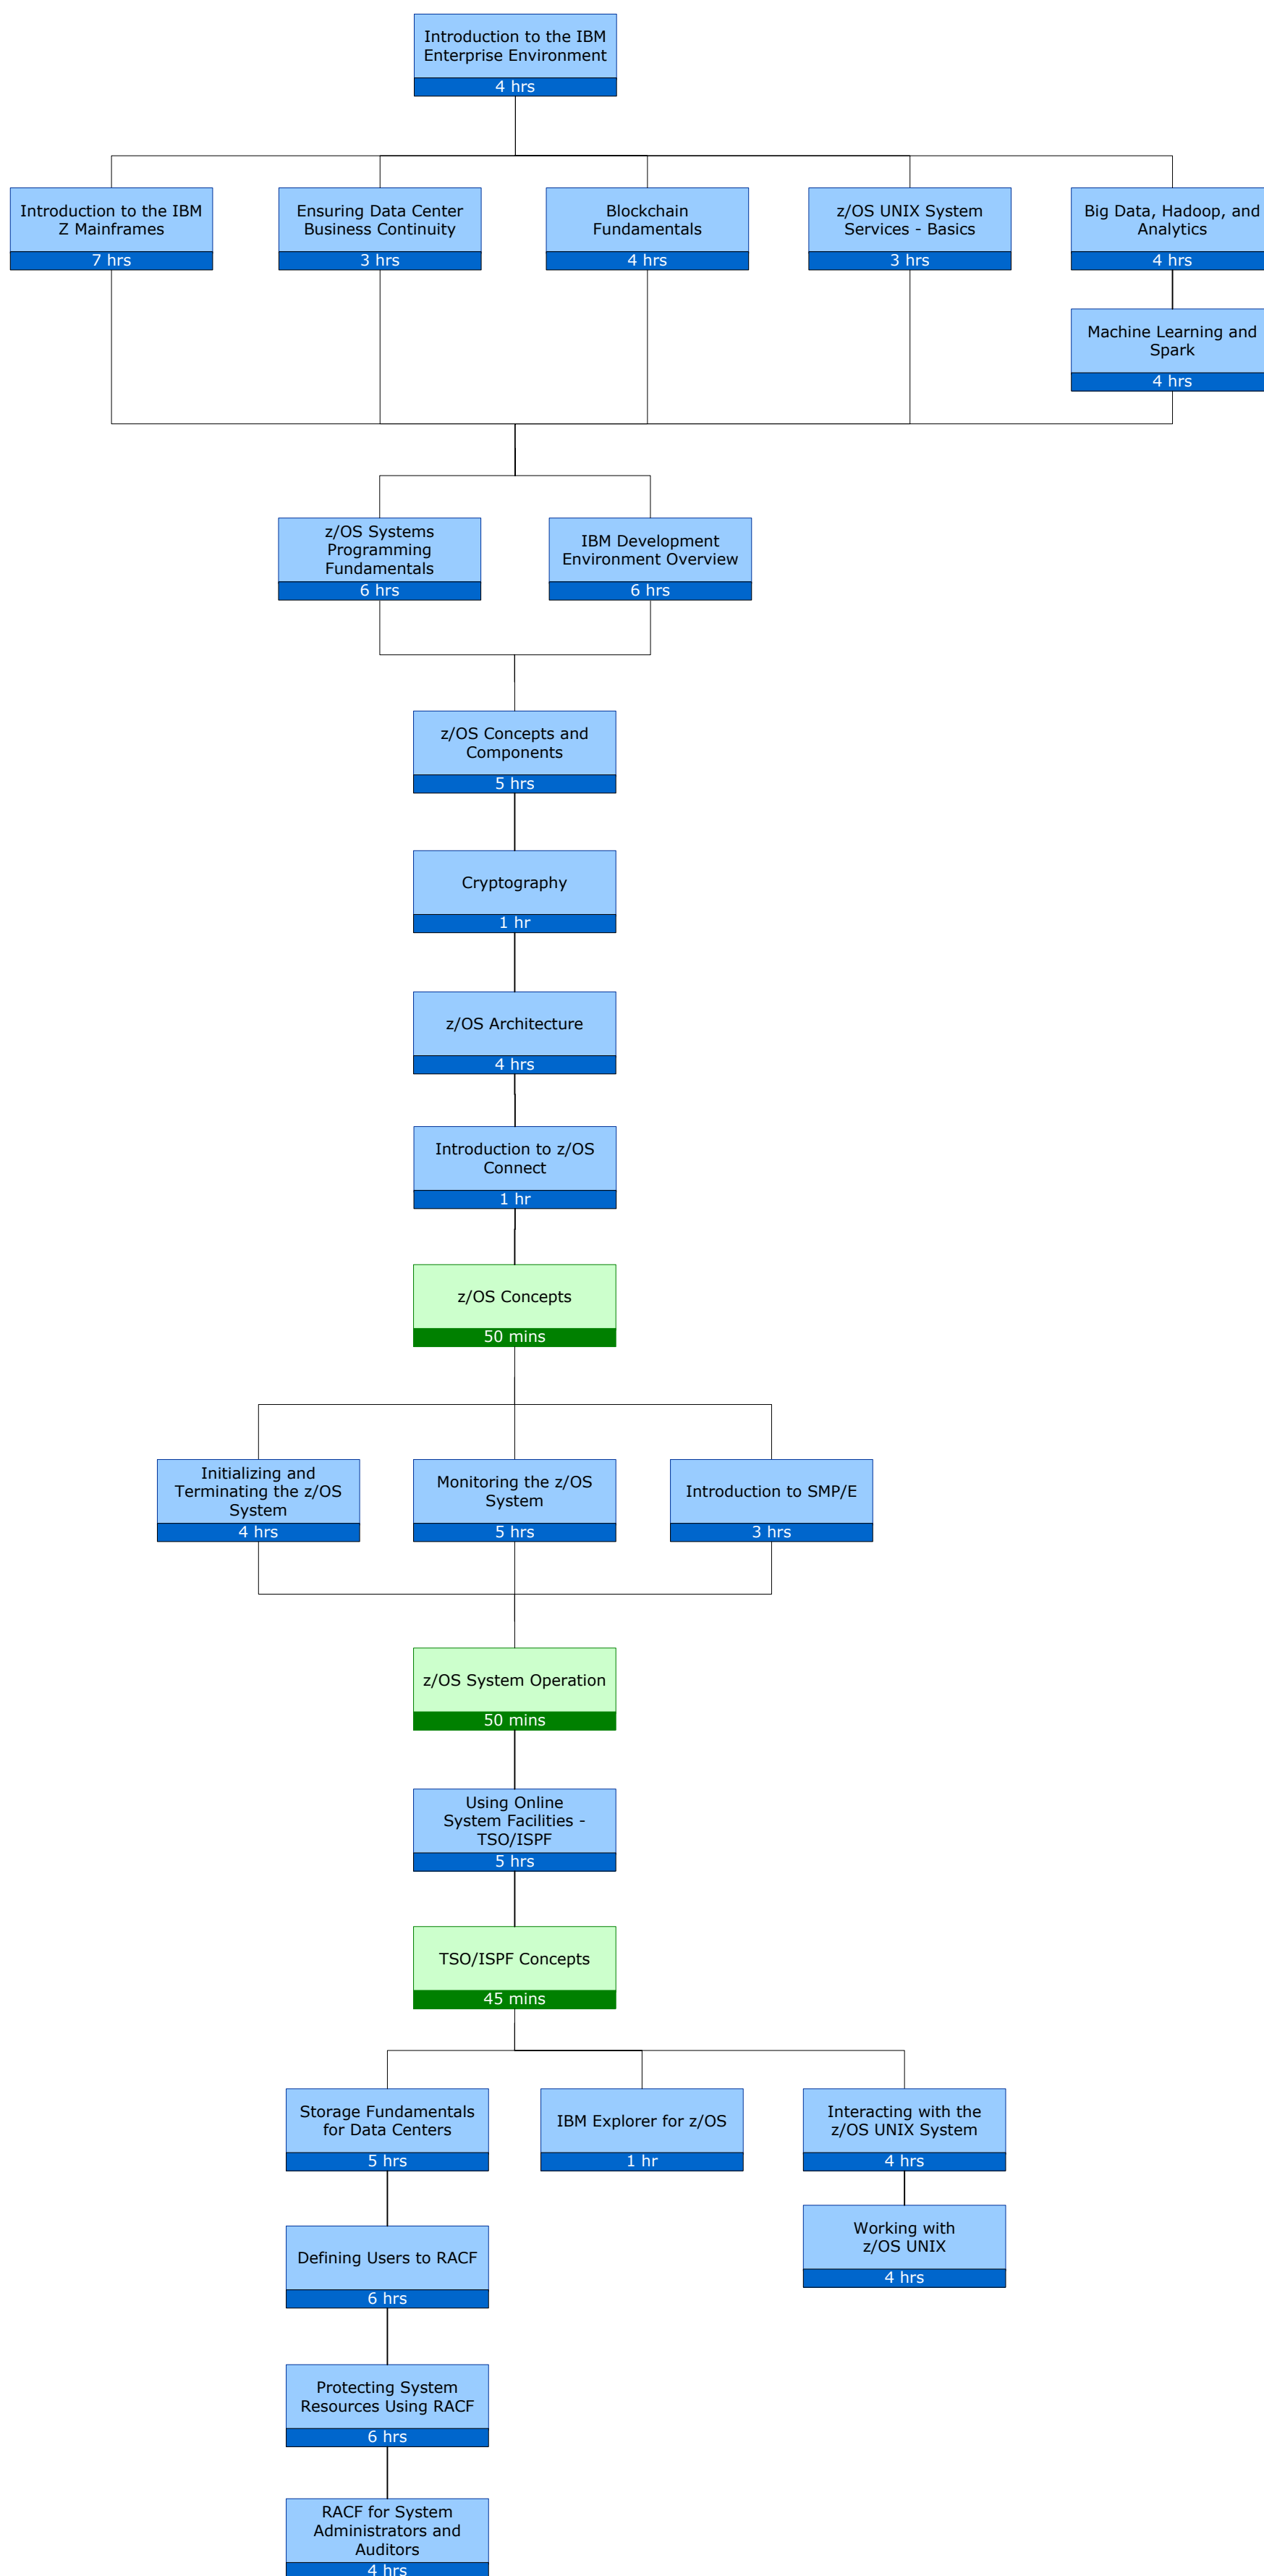 Introduction to the IBM
Enterprise Environment
4 hrs
Introduction to the IBM
Z Mainframes
7 hrs
Ensuring Data Center
Business Continuity
3 hrs
Blockchain
Fundamentals
4 hrs
z/OS UNIX System
Services - Basics
3 hrs
Big Data, Hadoop, and
Analytics
4 hrs
Machine Learning and
Spark
4 hrs
z/OS Systems
Programming
Fundamentals
6 hrs
IBM Development
Environment Overview
6 hrs
z/OS Concepts and
Components
5 hrs
Cryptography
1 hr
z/OS Architecture
4 hrs
Introduction to z/OS
Connect
1 hr
z/OS Concepts
50 mins
Initializing and
Terminating the z/OS
System
4 hrs
Monitoring the z/OS
System
5 hrs
Introduction to SMP/E
3 hrs
z/OS System Operation
50 mins
Using Online
System Facilities -
TSO/ISPF
5 hrs
TSO/ISPF Concepts
45 mins
Storage Fundamentals
for Data Centers
5 hrs
IBM Explorer for z/OS
1 hr
Interacting with the
z/OS UNIX System
4 hrs
Working with
z/OS UNIX
4 hrs
Defining Users to RACF
6 hrs
Protecting System
Resources Using RACF
6 hrs
RACF for System
Administrators and
Auditors
4 hrs